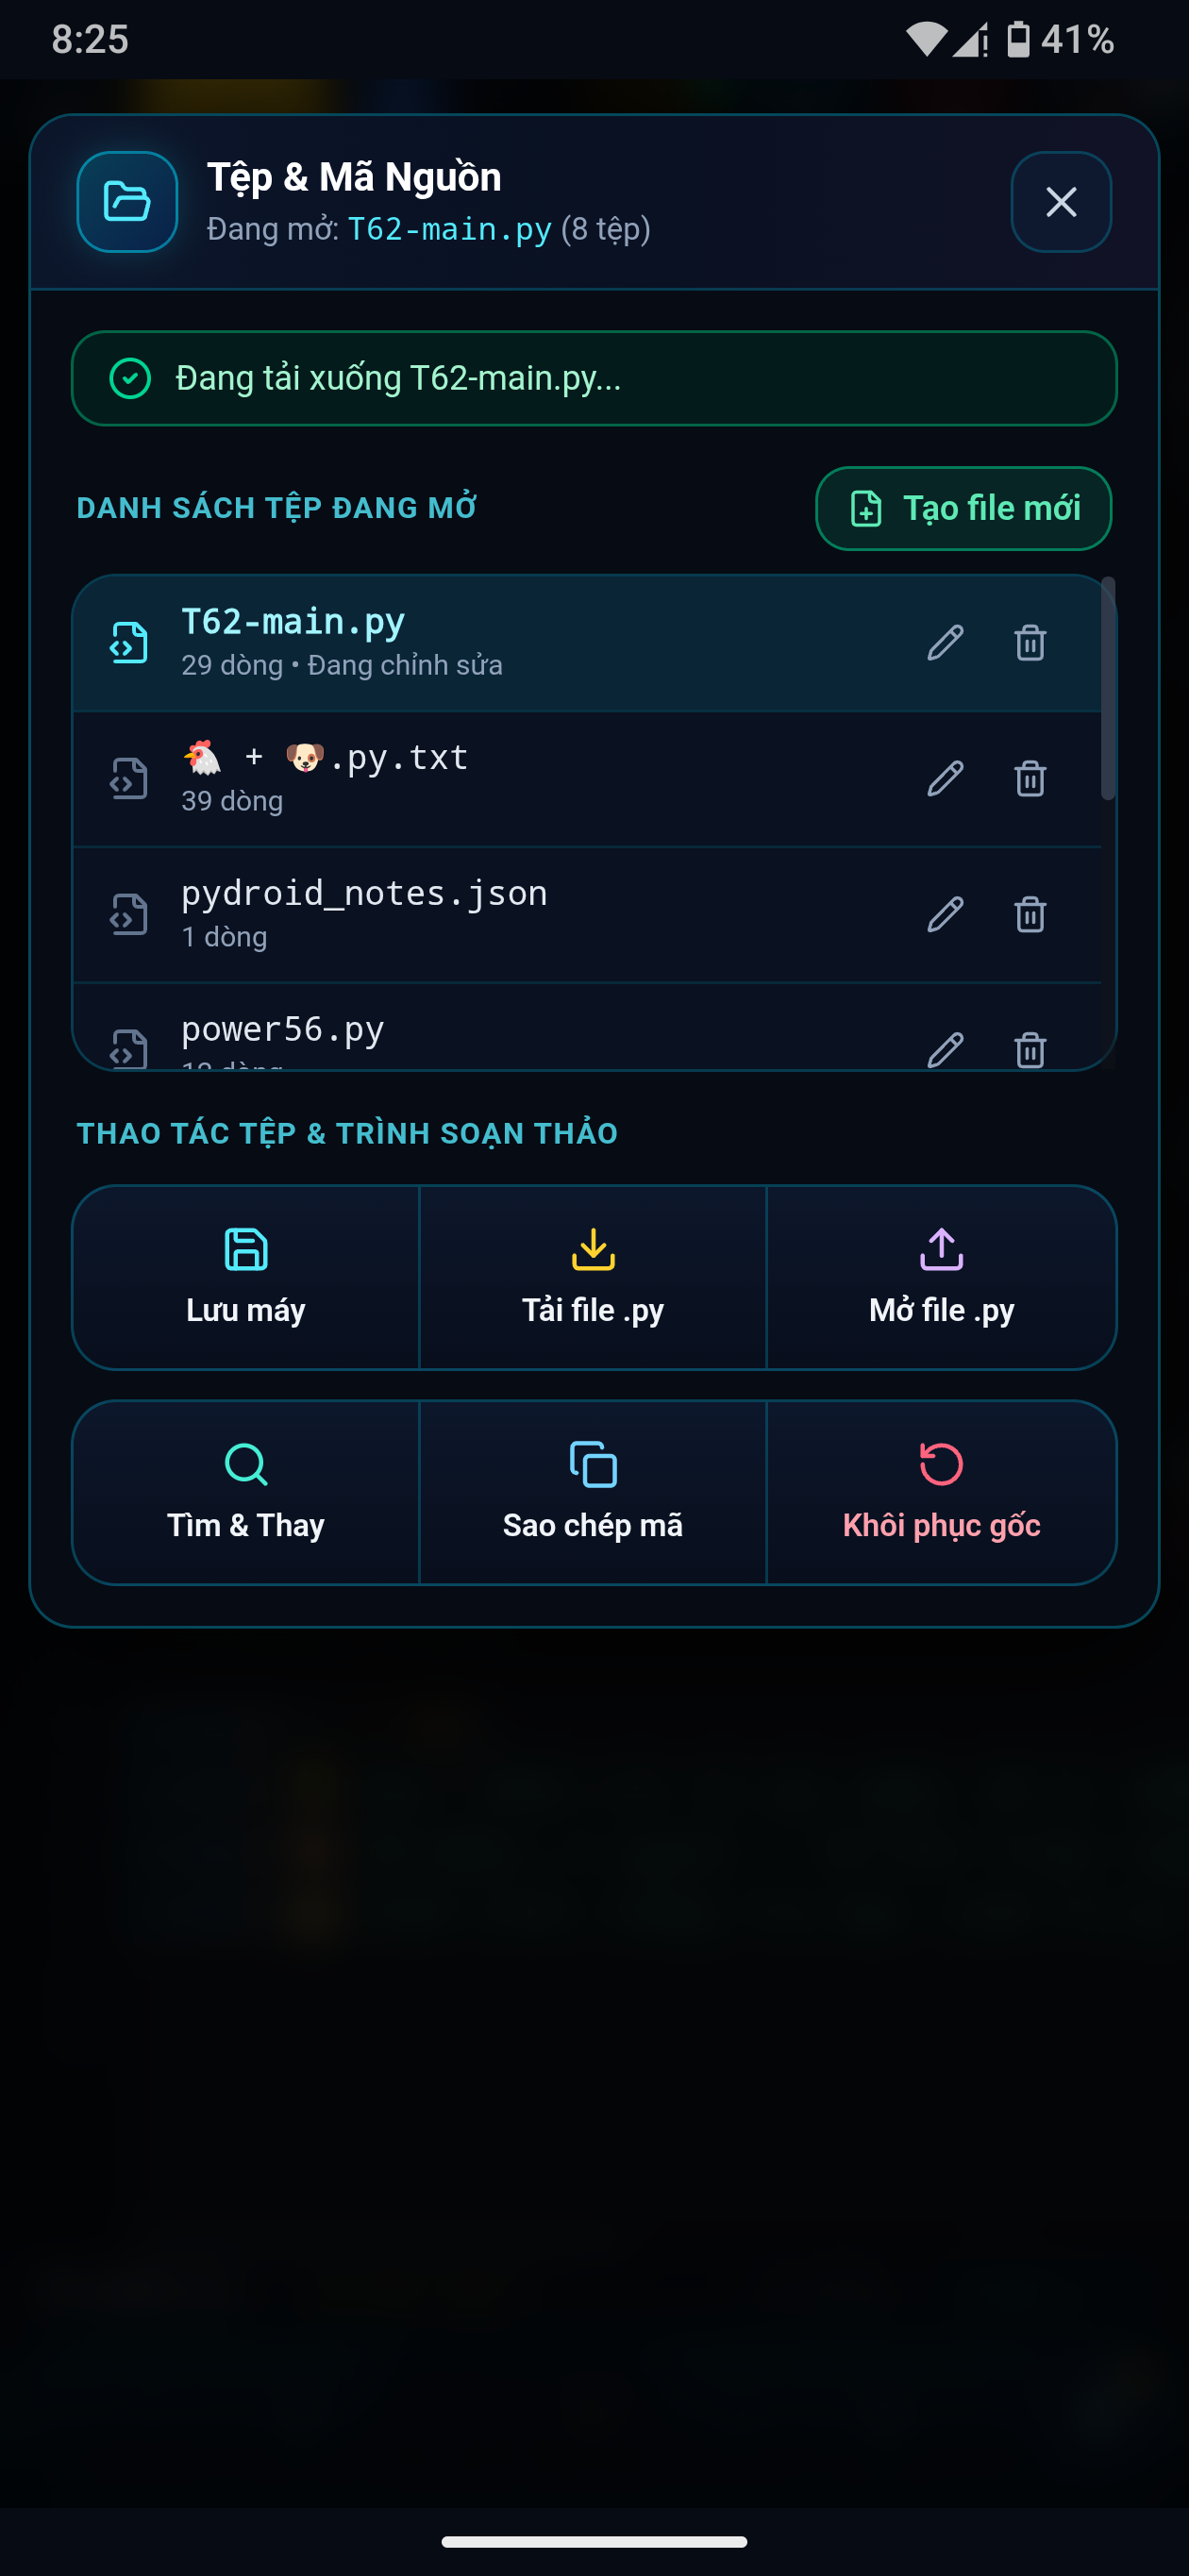 8:25
41%
Tệp & Mã Nguồn
Đang mở: T62-main.py (8 tệp)
Đang tải xuống T62-main.py...
DANH SÁCH TỆP ĐANG MỞ
Tạo file mới
T62-main.py
29 dòng • Đang chỉnh sửa
🐔 + 🐶.py.txt
39 dòng
pydroid_notes.json
1 dòng
power56.py
dòng
THAO TÁC TỆP & TRÌNH SOẠN THẢO
Lưu máy
Tải file .py
Mở file .py
Tìm & Thay
Sao chép mã
Khôi phục gốc